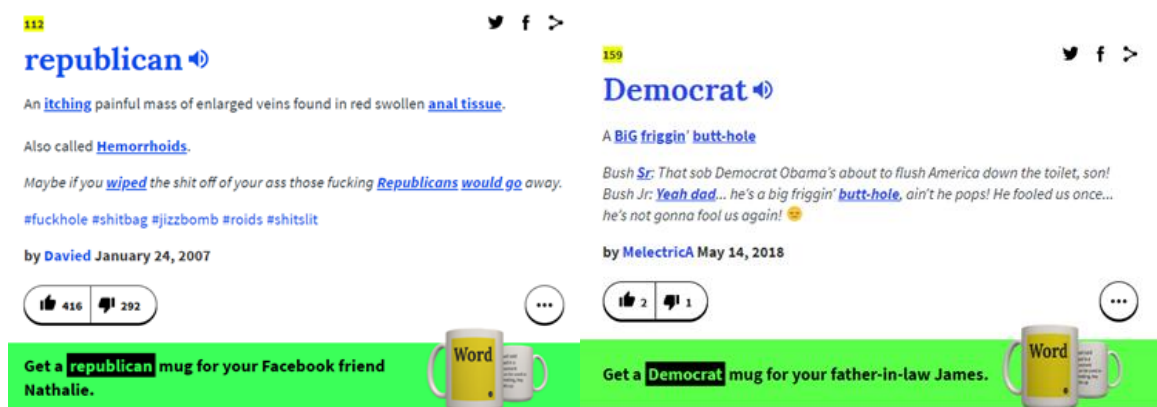 112
republican
An itching painful mass of enlarged veins found in red swollen anal tissue.
Also called Hemorrhoids.
Maybe if you wiped the shit off of your ass those fucking Republicans would go away.
#fuckhole #shitbag #jizzbomb #roids #shitslit
by Davied January 24, 2007
416 292
Get a republican mug for your Facebook friend
Nathalie.
Word
159
Democrat
A BiG friggin' butt-hole
Bush Sr: That sob Democrat Obama's about to flush America down the toilet, son!
Bush Jr: Yeah dad... he's a big friggin' butt-hole, ain't he pops! He fooled us once...
he's not gonna fool us again! 😑
by MelectricA May 14, 2018
2 1
Get a Democrat mug for your father-in-law James.
Word